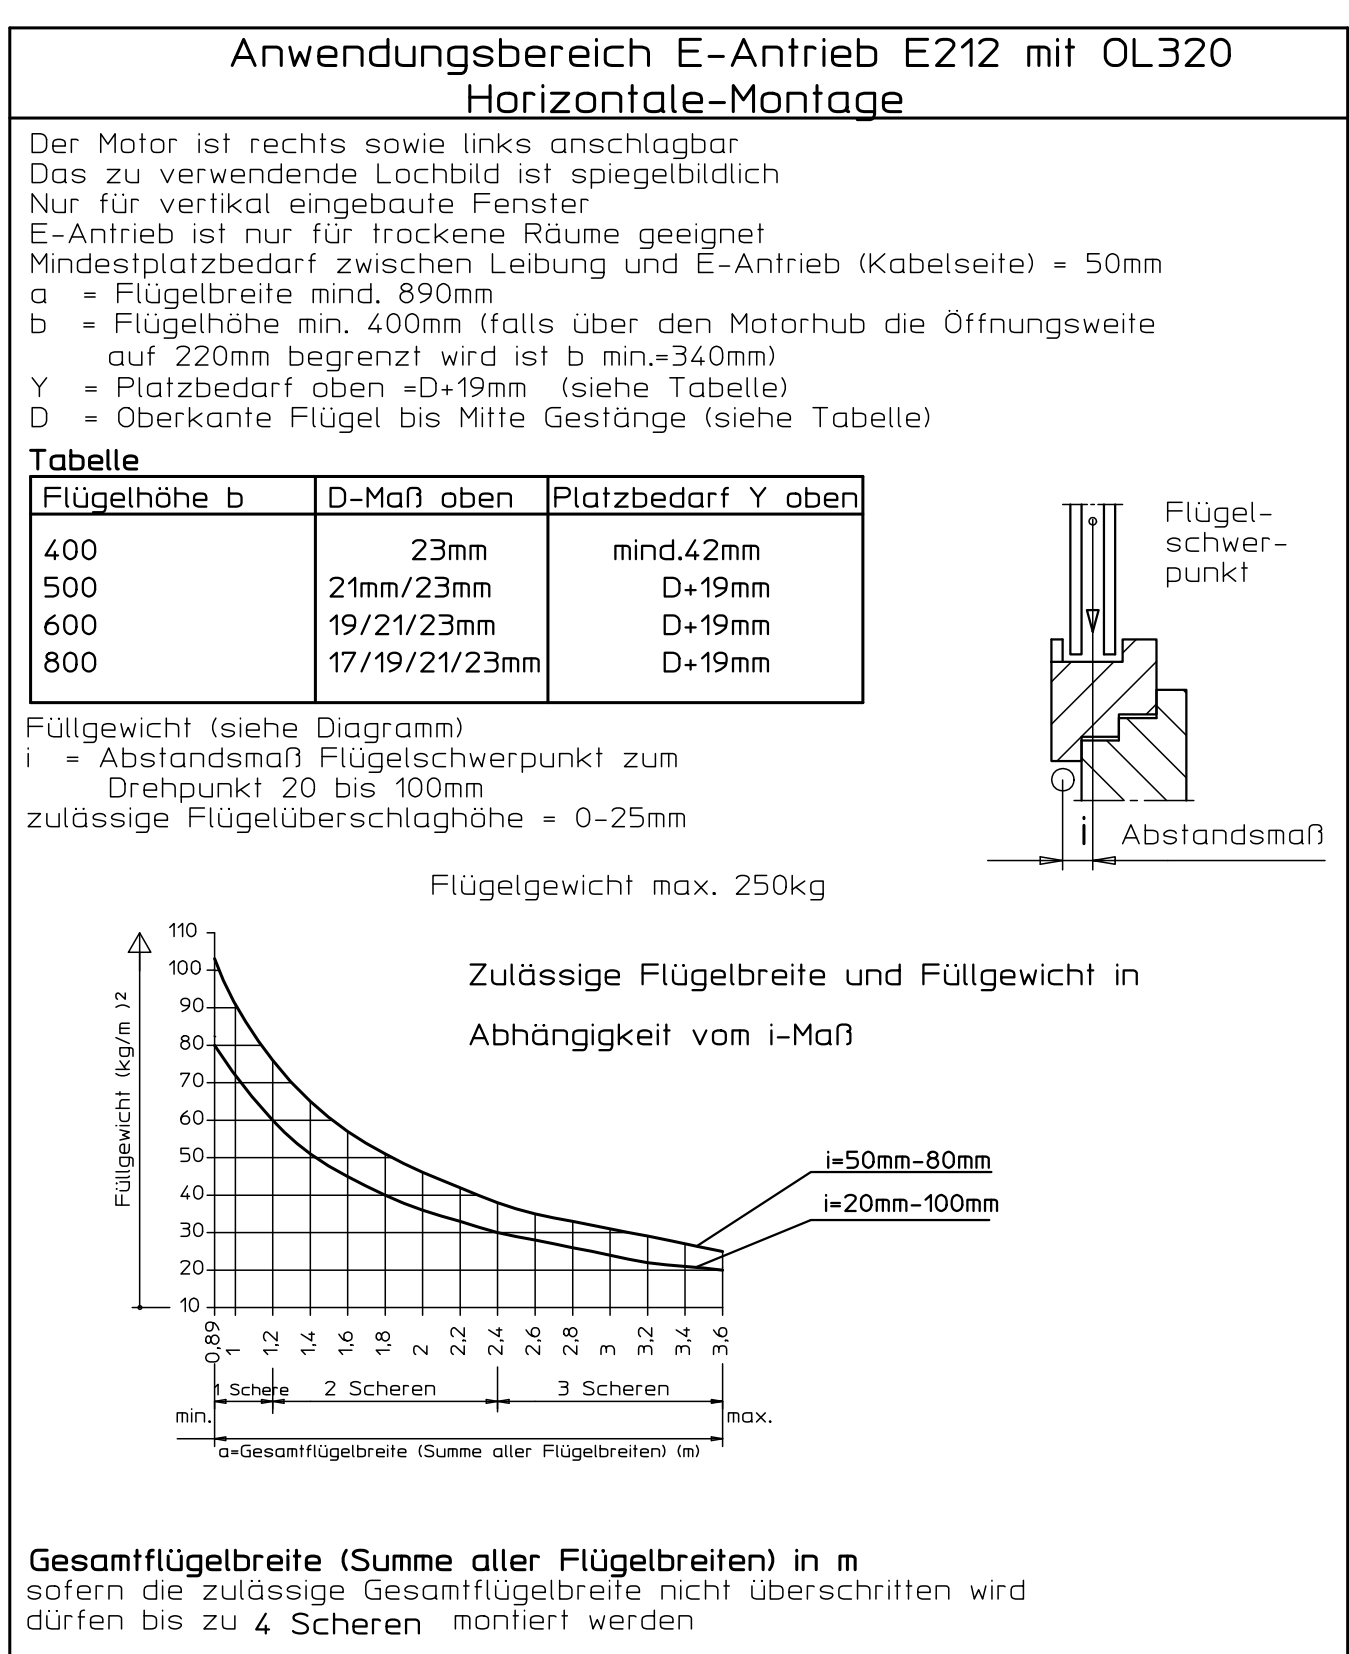 Anwendungsbereich E-Antrieb E212 mit OL320
Horizontale-Montage
Der Motor ist rechts sowie links anschlagbar
Das zu verwendende Lochbild ist spiegelbildlich
Nur für vertikal eingebaute Fenster
E-Antrieb ist nur für trockene Räume geeignet
Mindestplatzbedarf zwischen Leibung und E-Antrieb (Kabelseite) = 50mm
a = Flügelbreite mind. 890mm
b = Flügelhöhe min. 400mm (falls über den Motorhub die Öffnungsweite
auf 220mm begrenzt wird ist b min.=340mm)
Y = Platzbedarf oben =D+19mm (siehe Tabelle)
D = Oberkante Flügel bis Mitte Gestänge (siehe Tabelle)
Tabelle
Flügelhöhe b D-Maß oben Platzbedarf Y oben
400 23mm mind.42mm
500 21mm/23mm D+19mm
600 19/21/23mm D+19mm
800 17/19/21/23mm D+19mm
Flügel-
schwer-
punkt
Füllgewicht (siehe Diagramm)
i = Abstandsmaß Flügelschwerpunkt zum
Drehpunkt 20 bis 100mm
zulässige Flügelüberschlaghöhe = 0-25mm
i Abstandsmaß
Flügelgewicht max. 250kg
Zulässige Flügelbreite und Füllgewicht in
Abhängigkeit vom i-Maß
Füllgewicht (kg/m )2
110
100
90
80
70
60
50
40
30
20
10
i=50mm-80mm
i=20mm-100mm
0,89 1 1,2 1,4 1,6 1,8 2 2,2 2,4 2,6 2,8 3 3,2 3,4 3,6
1 Schere 2 Scheren 3 Scheren
min. max.
a=Gesamtflügelbreite (Summe aller Flügelbreiten) (m)
Gesamtflügelbreite (Summe aller Flügelbreiten) in m
sofern die zulässige Gesamtflügelbreite nicht überschritten wird
dürfen bis zu 4 Scheren montiert werden